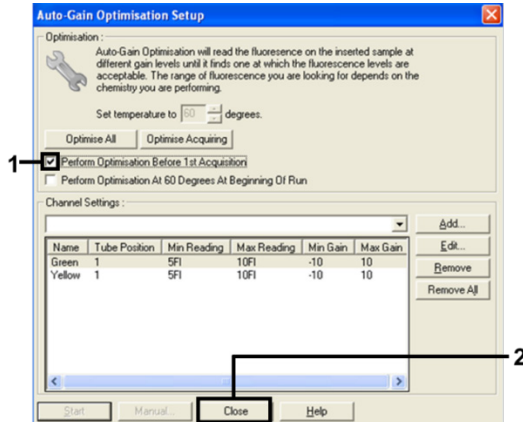 Auto-Gain Optimisation Setup
Optimisation :
Auto-Gain Optimisation will read the fluoresence on the inserted sample at
different gain levels until it finds one at which the fluorescence levels are
acceptable. The range of fluorescence you are looking for depends on the
chemistry you are performing.
Set temperature to 60 degrees.
Optimise All Optimise Acquiring
1
Perform Optimisation Before 1st Acquisition
Perform Optimisation At 60 Degrees At Beginning Of Run
Channel Settings :
Add...
Name Tube Position Min Reading Max Reading Min Gain Max Gain Edit...
Green 1 5Fl 10Fl -10 10
Yellow 1 5Fl 10Fl -10 10
Remove
Remove All
2
Start Manual... Close Help